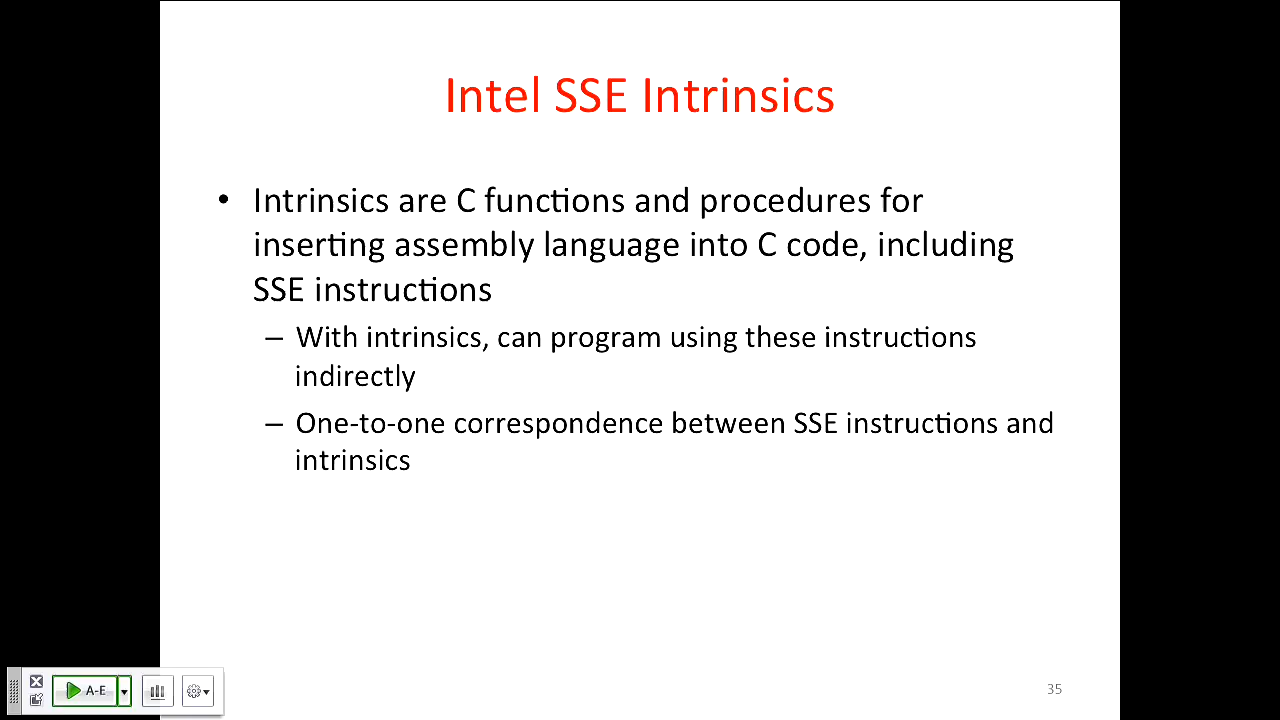 Intel SSE Intrinsics
• Intrinsics are C functions and procedures for
inserting assembly language into C code, including
SSE instructions
– With intrinsics, can program using these instructions
indirectly
– One-to-one correspondence between SSE instructions and
intrinsics
A-E
35